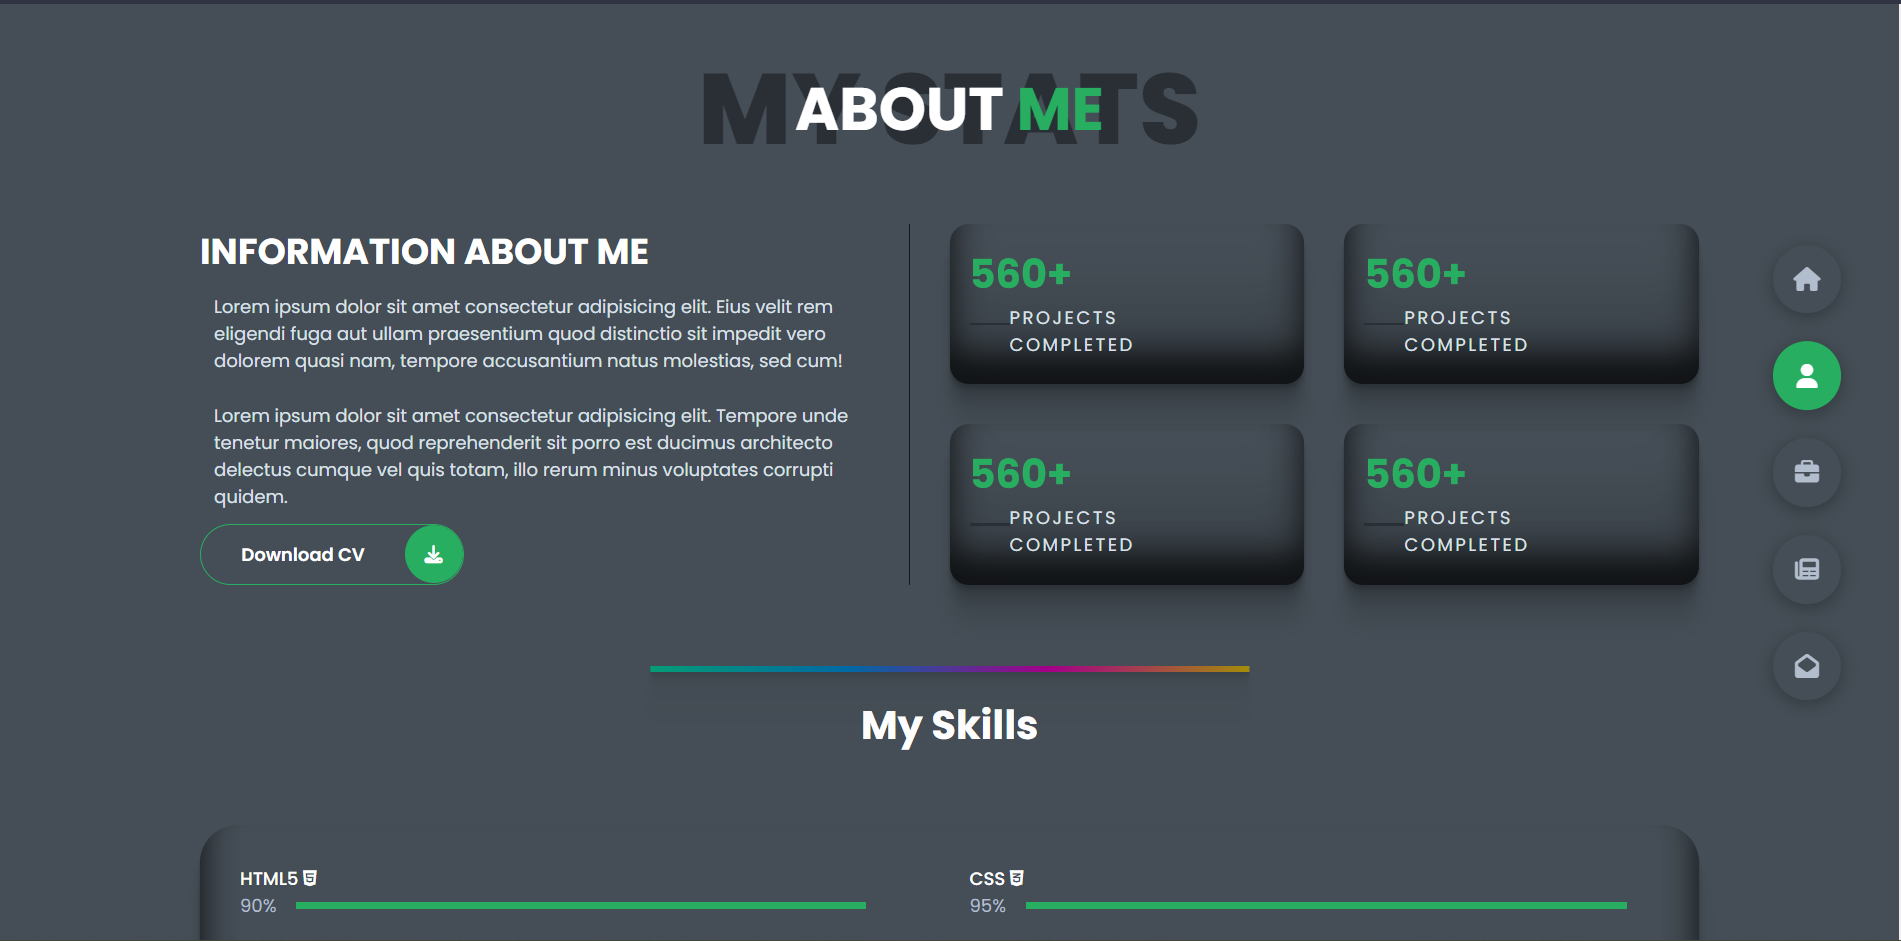 MY STATS
ABOUT ME
INFORMATION ABOUT ME
Lorem ipsum dolor sit amet consectetur adipisicing elit. Eius velit rem
eligendi fuga aut ullam praesentium quod distinctio sit impedit vero
dolorem quasi nam, tempore accusantium natus molestias, sed cum!
Lorem ipsum dolor sit amet consectetur adipisicing elit. Tempore unde
tenetur maiores, quod reprehenderit sit porro est ducimus architecto
delectus cumque vel quis totam, illo rerum minus voluptates corrupti
quidem.
Download CV
560+
PROJECTS
COMPLETED
560+
PROJECTS
COMPLETED
560+
PROJECTS
COMPLETED
560+
PROJECTS
COMPLETED
My Skills
HTML5
90%
CSS
95%